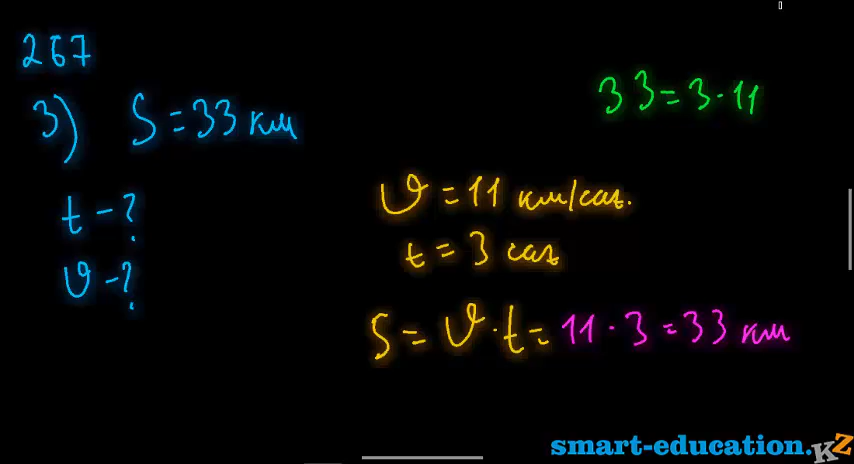 267
3) S = 33 км
33 = 3 · 11
t - ?
υ - ?
υ = 11 км/сағ.
t = 3 сағ
S = υ · t = 11 · 3 = 33 км
smart-education.KZ